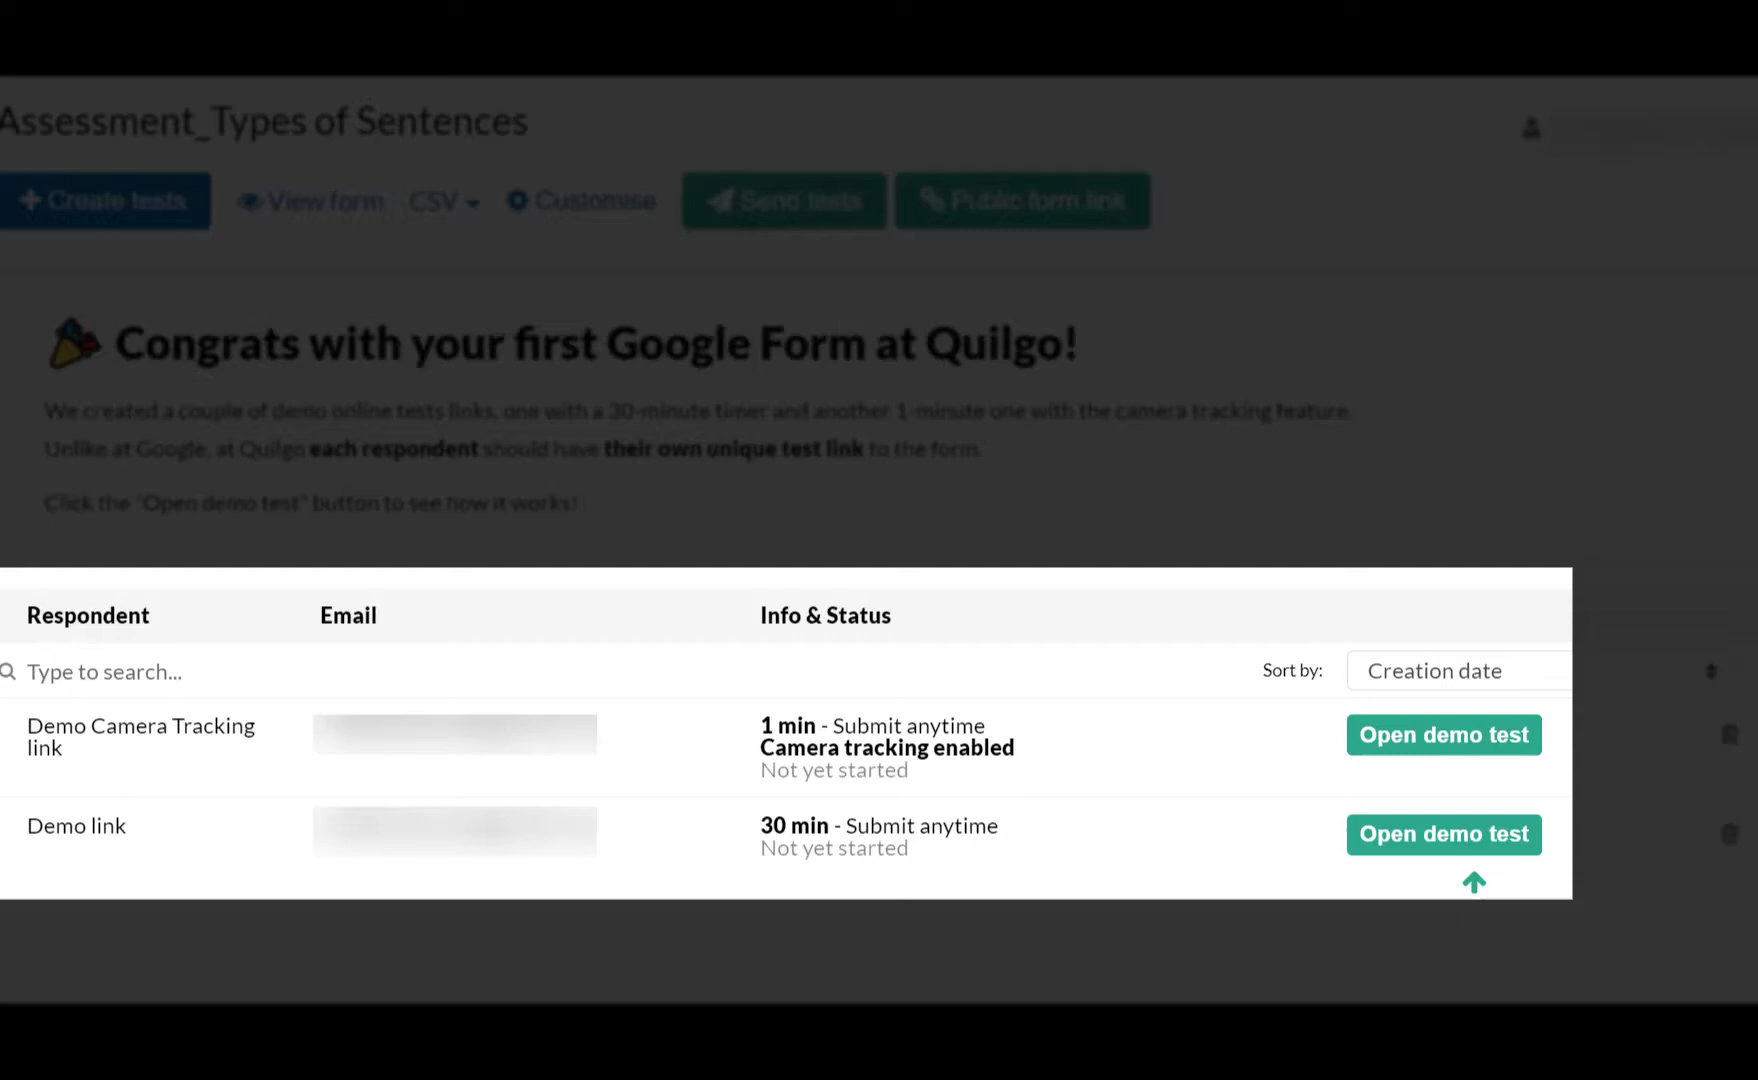 Assessment_Types of Sentences
Create tests View form CSV Customise Send tests Public form link
Congrats with your first Google Form at Quilgo!
We created a couple of demo online tests links, one with a 30-minute timer and another 1-minute one with the camera tracking feature.
Unlike at Google, at Quilgo each respondent should have their own unique test link to the form.
Click the "Open demo test" button to see how it works!
Respondent Email Info & Status
Type to search... Sort by: Creation date
Demo Camera Tracking
link
1 min - Submit anytime
Camera tracking enabled
Not yet started
Open demo test
Demo link
30 min - Submit anytime
Not yet started
Open demo test